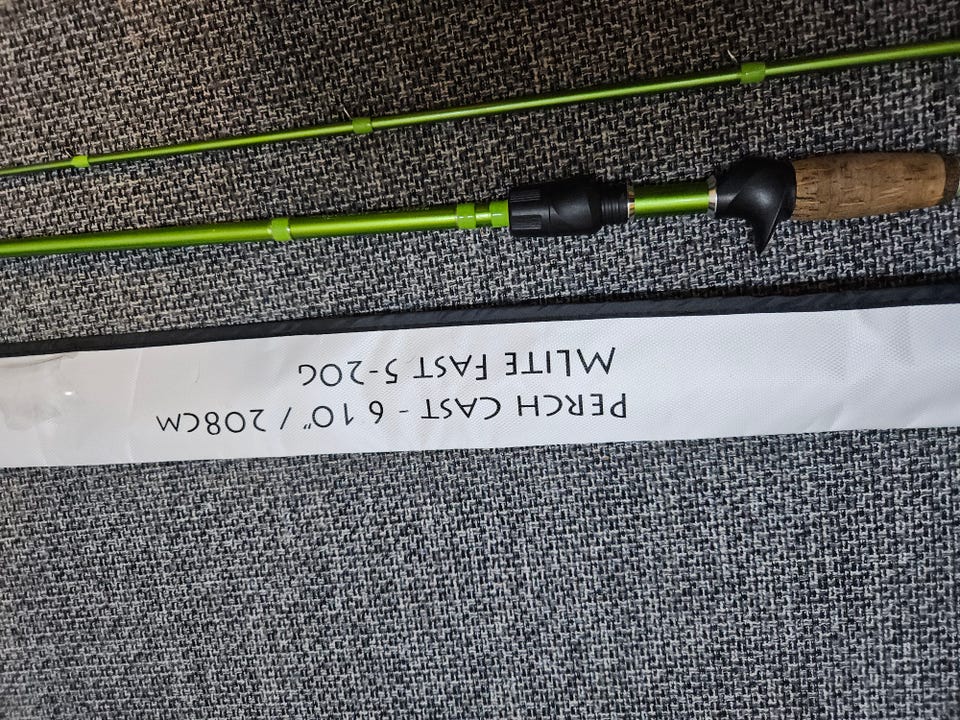 PERCH CAST - 6 10" / 208CM
MLITE FAST 5-20G